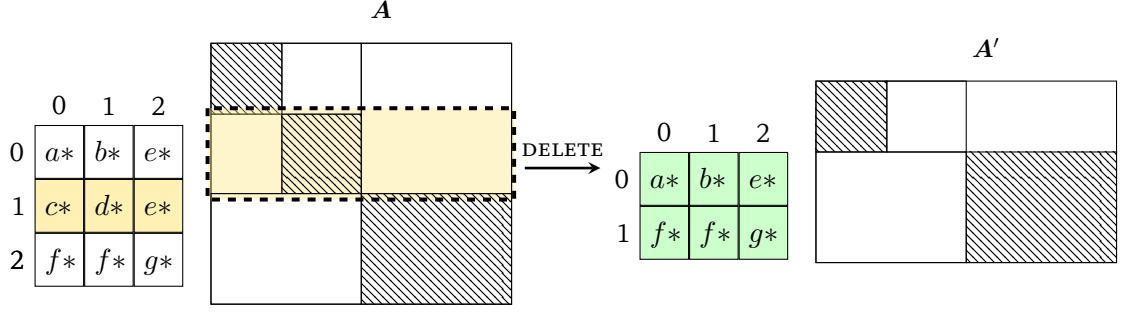 A
A′
0 1 2
0 a∗ b∗ e∗
1 c∗ d∗ e∗
2 f∗ f∗ g∗
DELETE
0 1 2
0 a∗ b∗ e∗
1 f∗ f∗ g∗